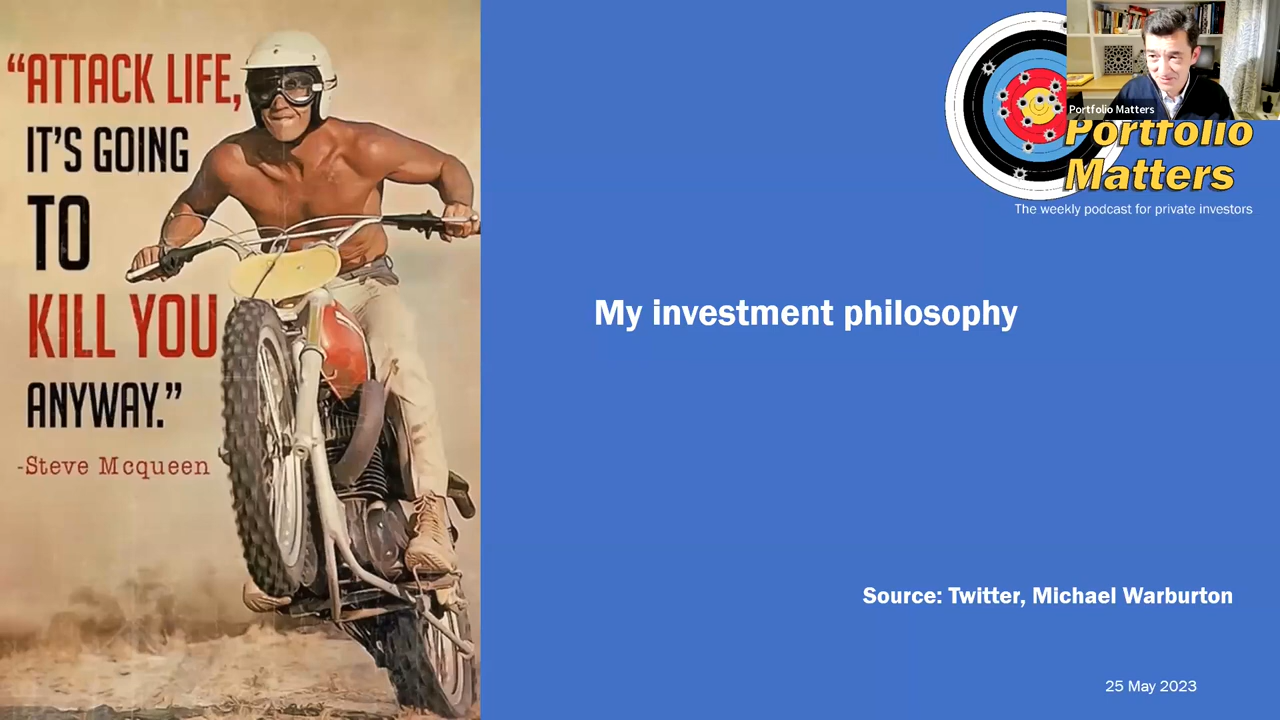 “ATTACK LIFE,
IT’S GOING
TO
KILL YOU
ANYWAY.”
-Steve Mcqueen
Portfolio Matters
Portfolio
Matters
The weekly podcast for private investors
My investment philosophy
Source: Twitter, Michael Warburton
25 May 2023